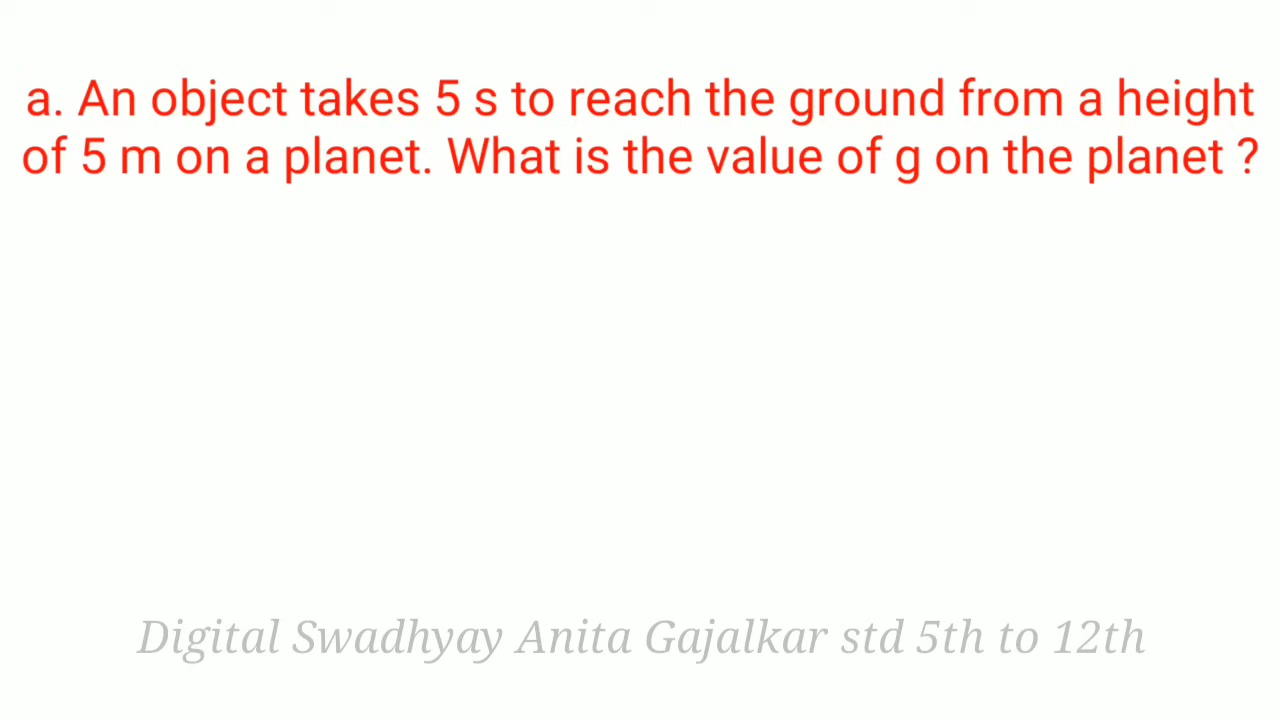 a. An object takes 5 s to reach the ground from a height
of 5 m on a planet. What is the value of g on the planet ?
Digital Swadhyay Anita Gajalkar std 5th to 12th